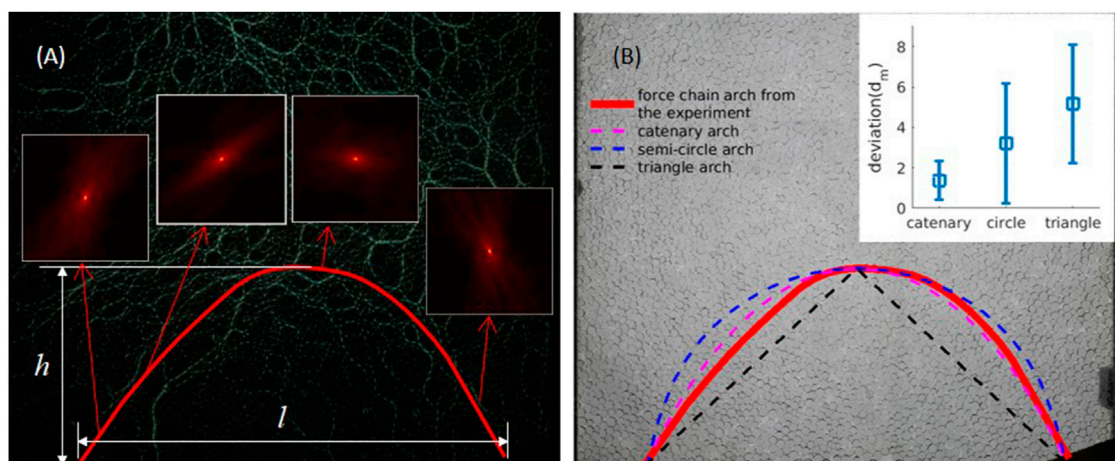 (A)
h
l
(B)
force chain arch from
the experiment
catenary arch
semi-circle arch
triangle arch
deviation(d_m)
8
6
4
2
0
catenary circle triangle